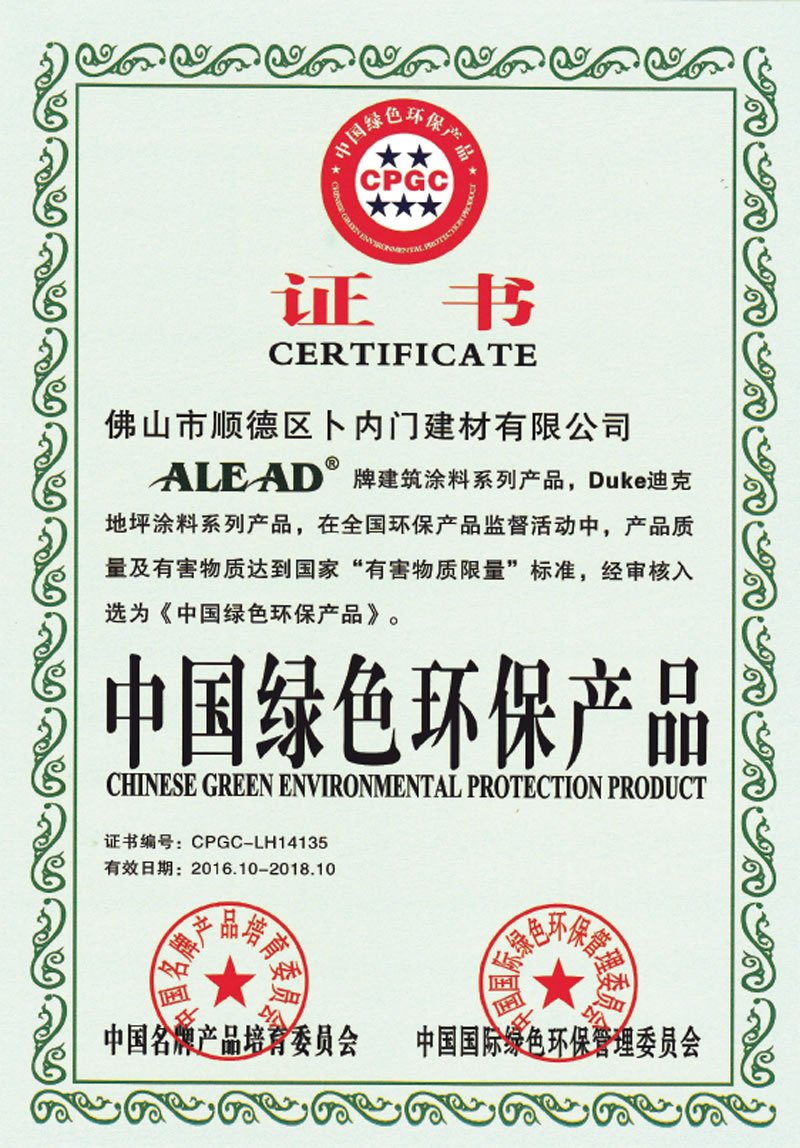 中国绿色环保产品
CPGC
CHINESE GREEN ENVIRONMENTAL PROTECTION PRODUCT
证书
CERTIFICATE
佛山市顺德区卜内门建材有限公司
ALEAD® 牌建筑涂料系列产品，Duke迪克
地坪涂料系列产品，在全国环保产品监督活动中，产品质
量及有害物质达到国家“有害物质限量”标准，经审核入
选为《中国绿色环保产品》。
中国绿色环保产品
CHINESE GREEN ENVIRONMENTAL PROTECTION PRODUCT
证书编号：CPGC-LH14135
有效日期：2016.10-2018.10
中国名牌产品培育委员会
中国国际绿色环保管理委员会
中国名牌产品培育委员会
中国国际绿色环保管理委员会